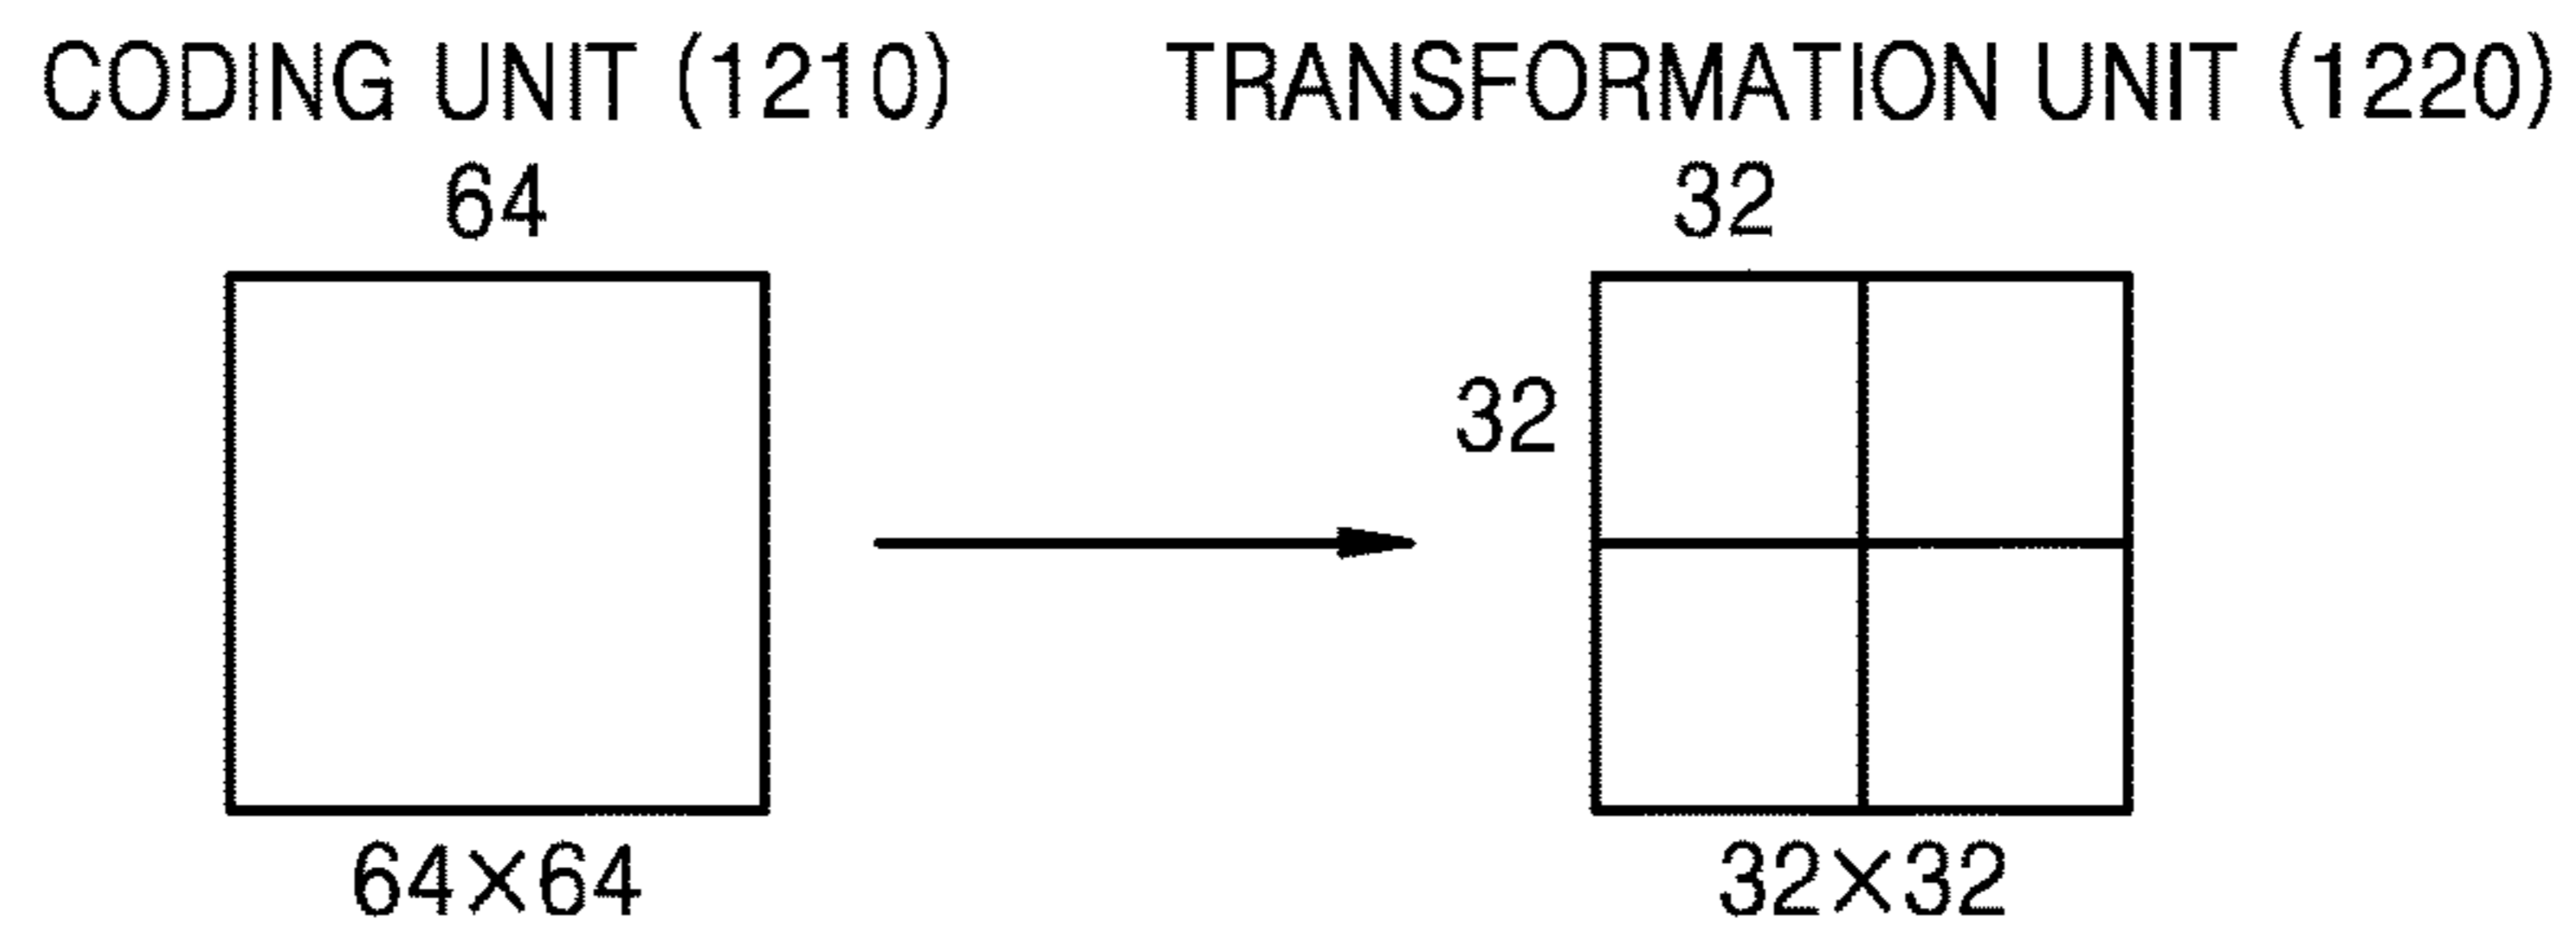 CODING UNIT (1210)
64
64×64
TRANSFORMATION UNIT (1220)
32
32
32×32